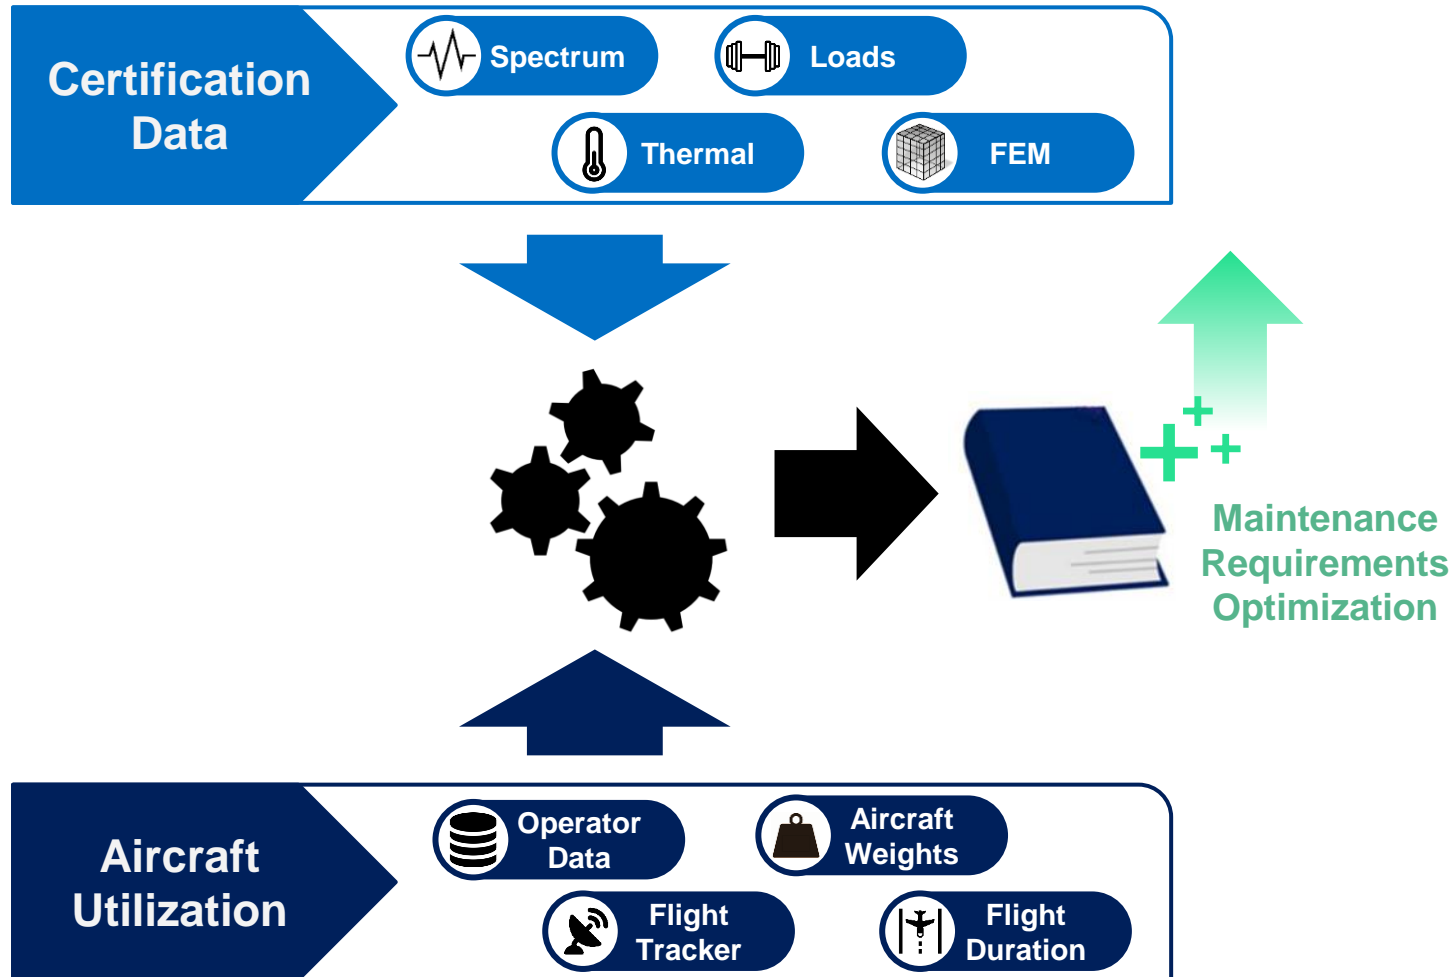 Certification
Data
Spectrum
Loads
Thermal
FEM
Maintenance
Requirements
Optimization
Aircraft
Utilization
Operator
Data
Aircraft
Weights
Flight
Tracker
Flight
Duration